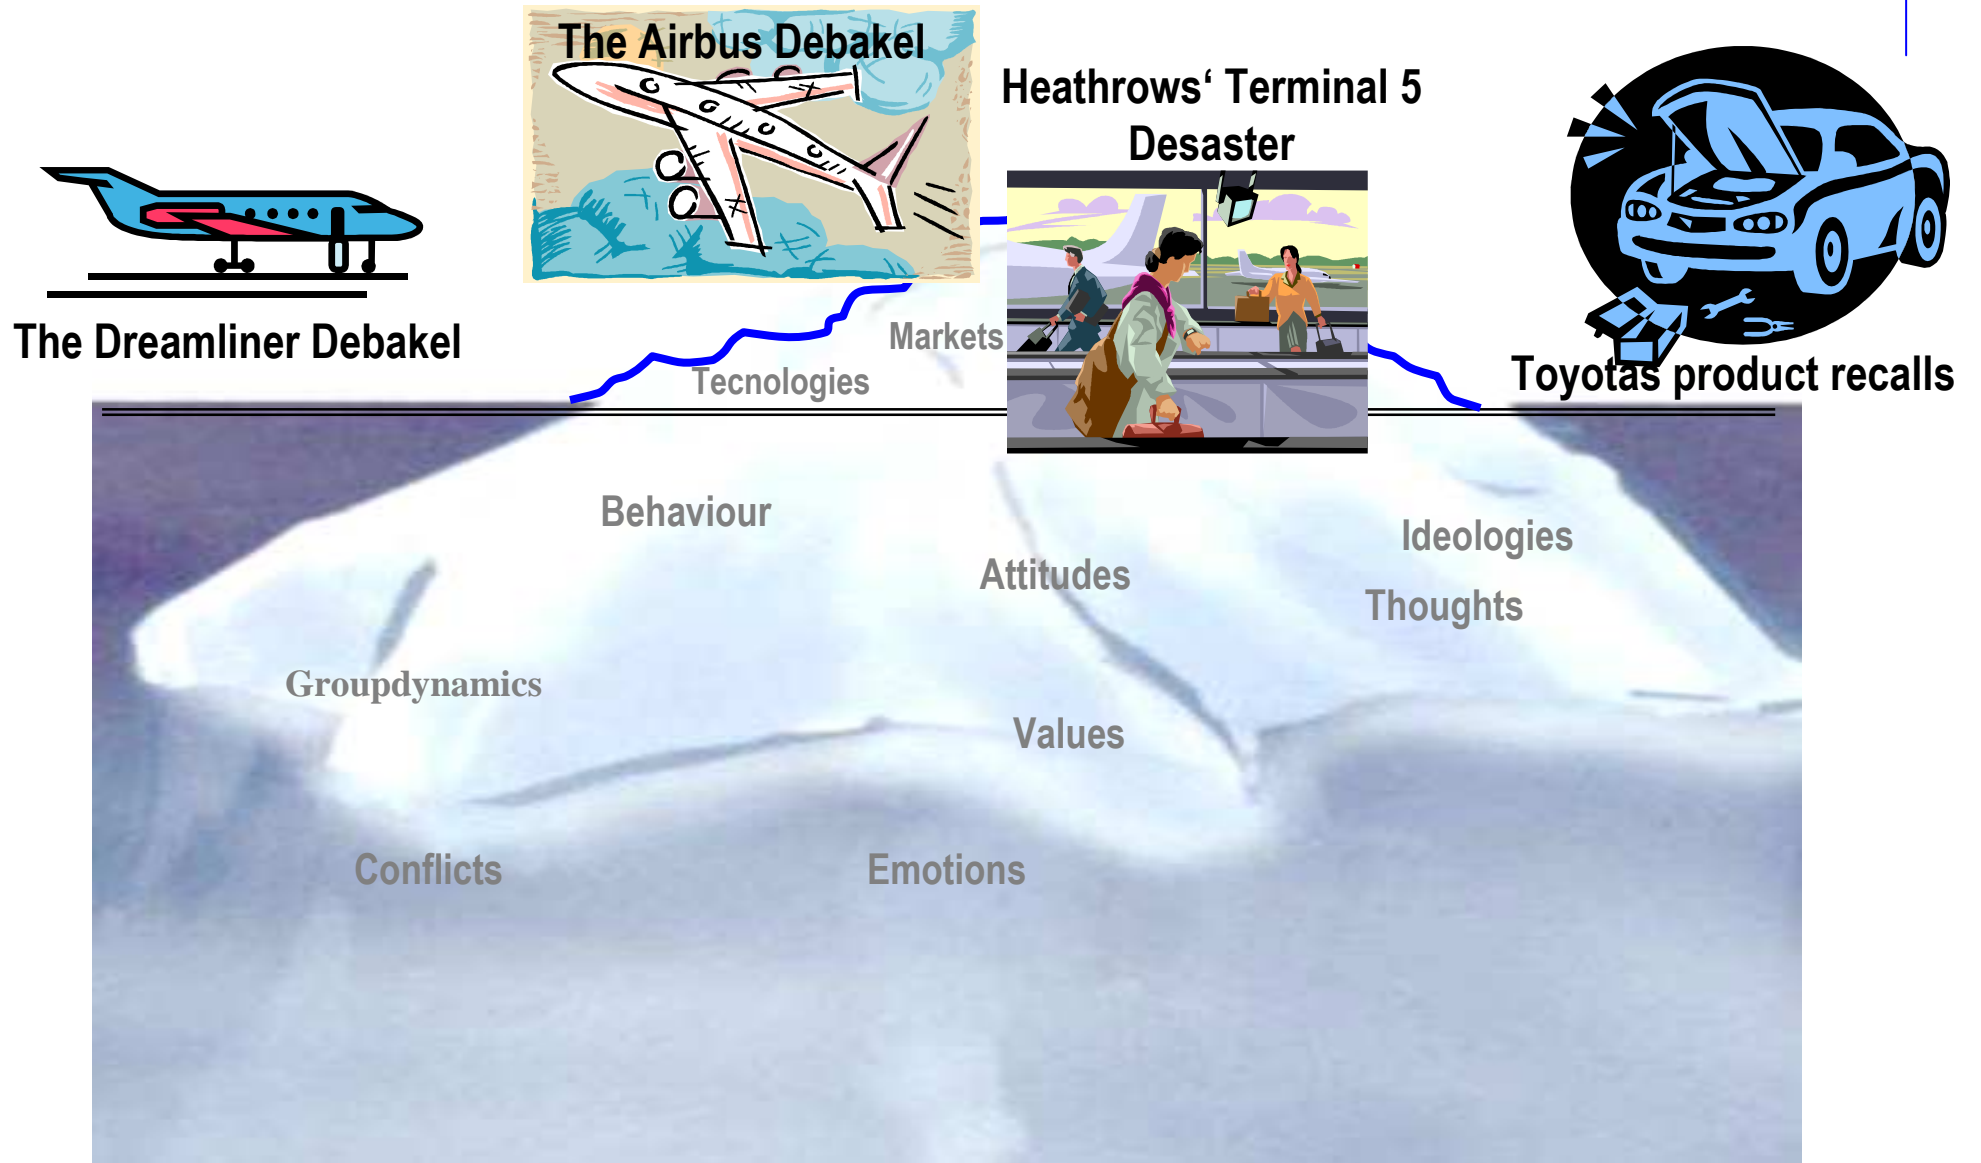 The Airbus Debakel
Heathrows‘ Terminal 5
Desaster
The Dreamliner Debakel
Markets
Toyotas product recalls
Tecnologies
Behaviour
Ideologies
Attitudes
Thoughts
Groupdynamics
Values
Conflicts
Emotions